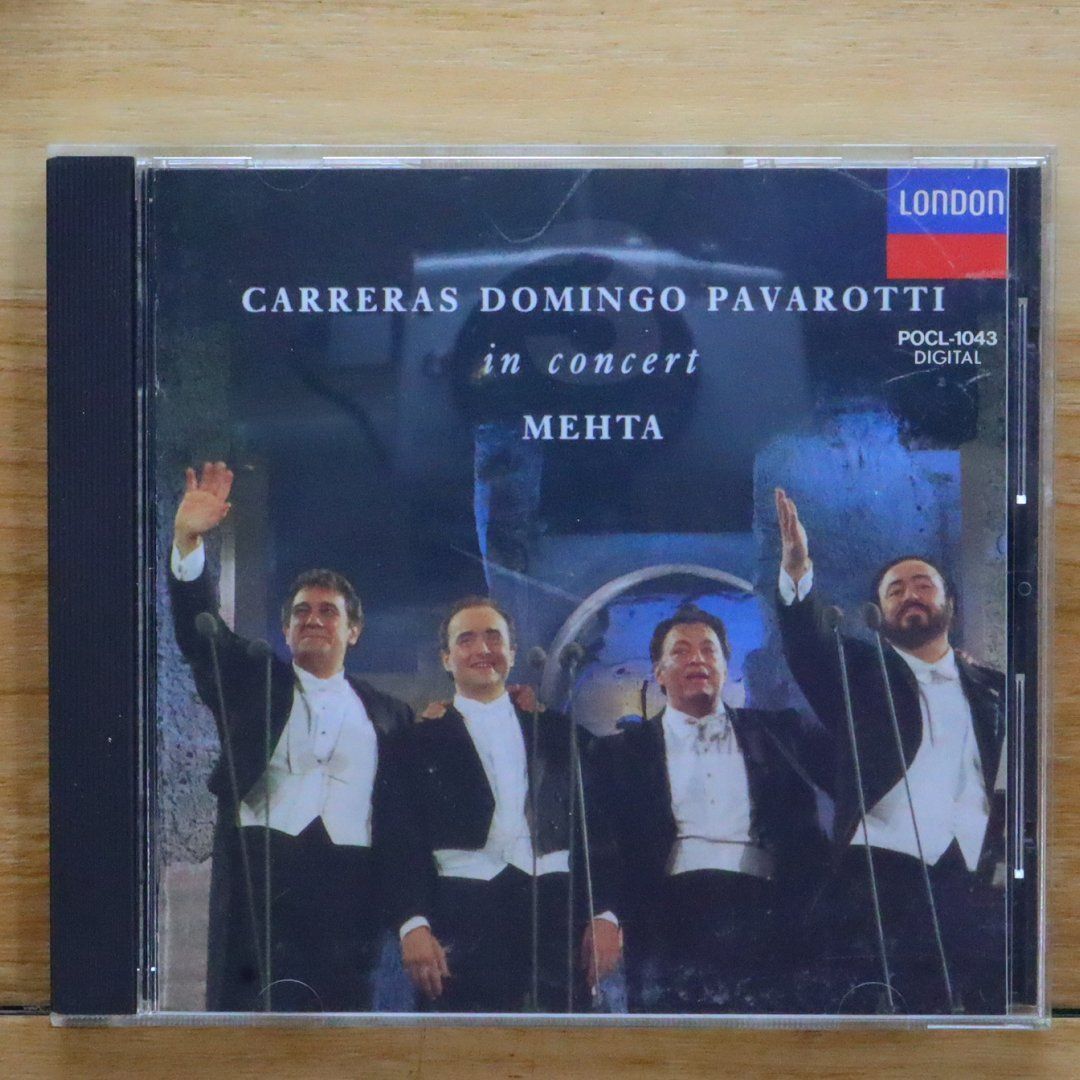 LONDON
CARRERAS DOMINGO PAVAROTTI
in concert
MEHTA
POCL-1043
DIGITAL